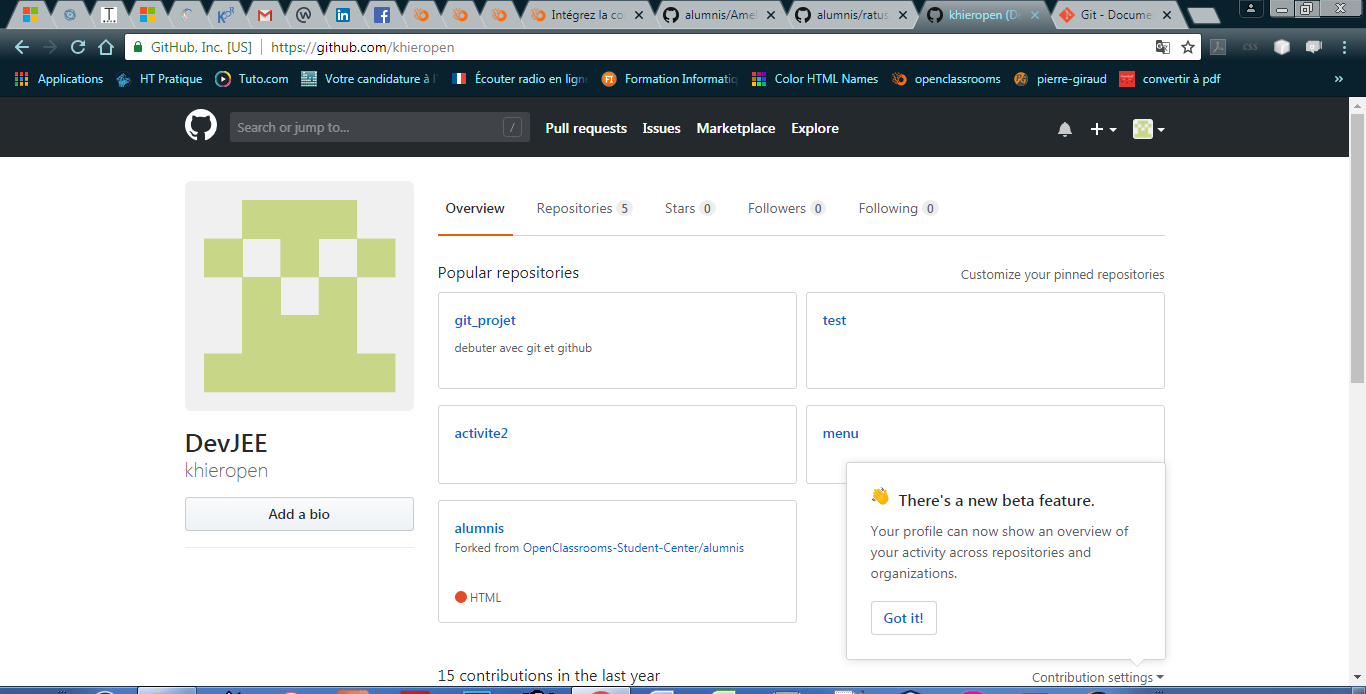 Intégrez la co
alumnis/Amel
alumnis/ratus
khieropen (D
Git - Docume
GitHub, Inc. [US] https://github.com/khieropen
Applications HT Pratique Tuto.com Votre candidature à l' Écouter radio en lign Formation Informatiq Color HTML Names openclassrooms pierre-giraud convertir à pdf »
Search or jump to... / Pull requests Issues Marketplace Explore
Overview Repositories 5 Stars 0 Followers 0 Following 0
Popular repositories Customize your pinned repositories
git_projet
debuter avec git et github
test
activite2
menu
alumnis
Forked from OpenClassrooms-Student-Center/alumnis
HTML
DevJEE
khieropen
Add a bio
There's a new beta feature.
Your profile can now show an overview of
your activity across repositories and
organizations.
Got it!
15 contributions in the last year Contribution settings